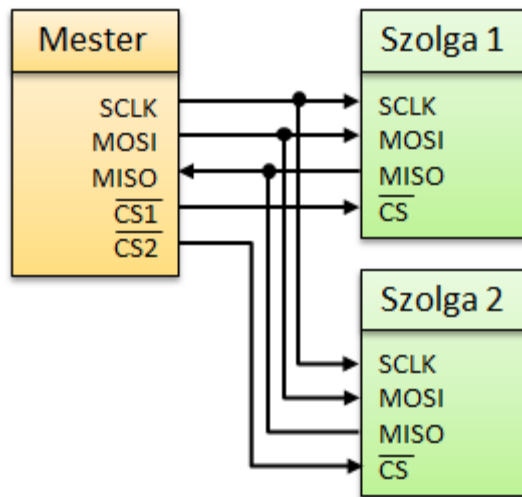 Mester
SCLK
MOSI
MISO
CS1
CS2
Szolga 1
SCLK
MOSI
MISO
CS
Szolga 2
SCLK
MOSI
MISO
CS